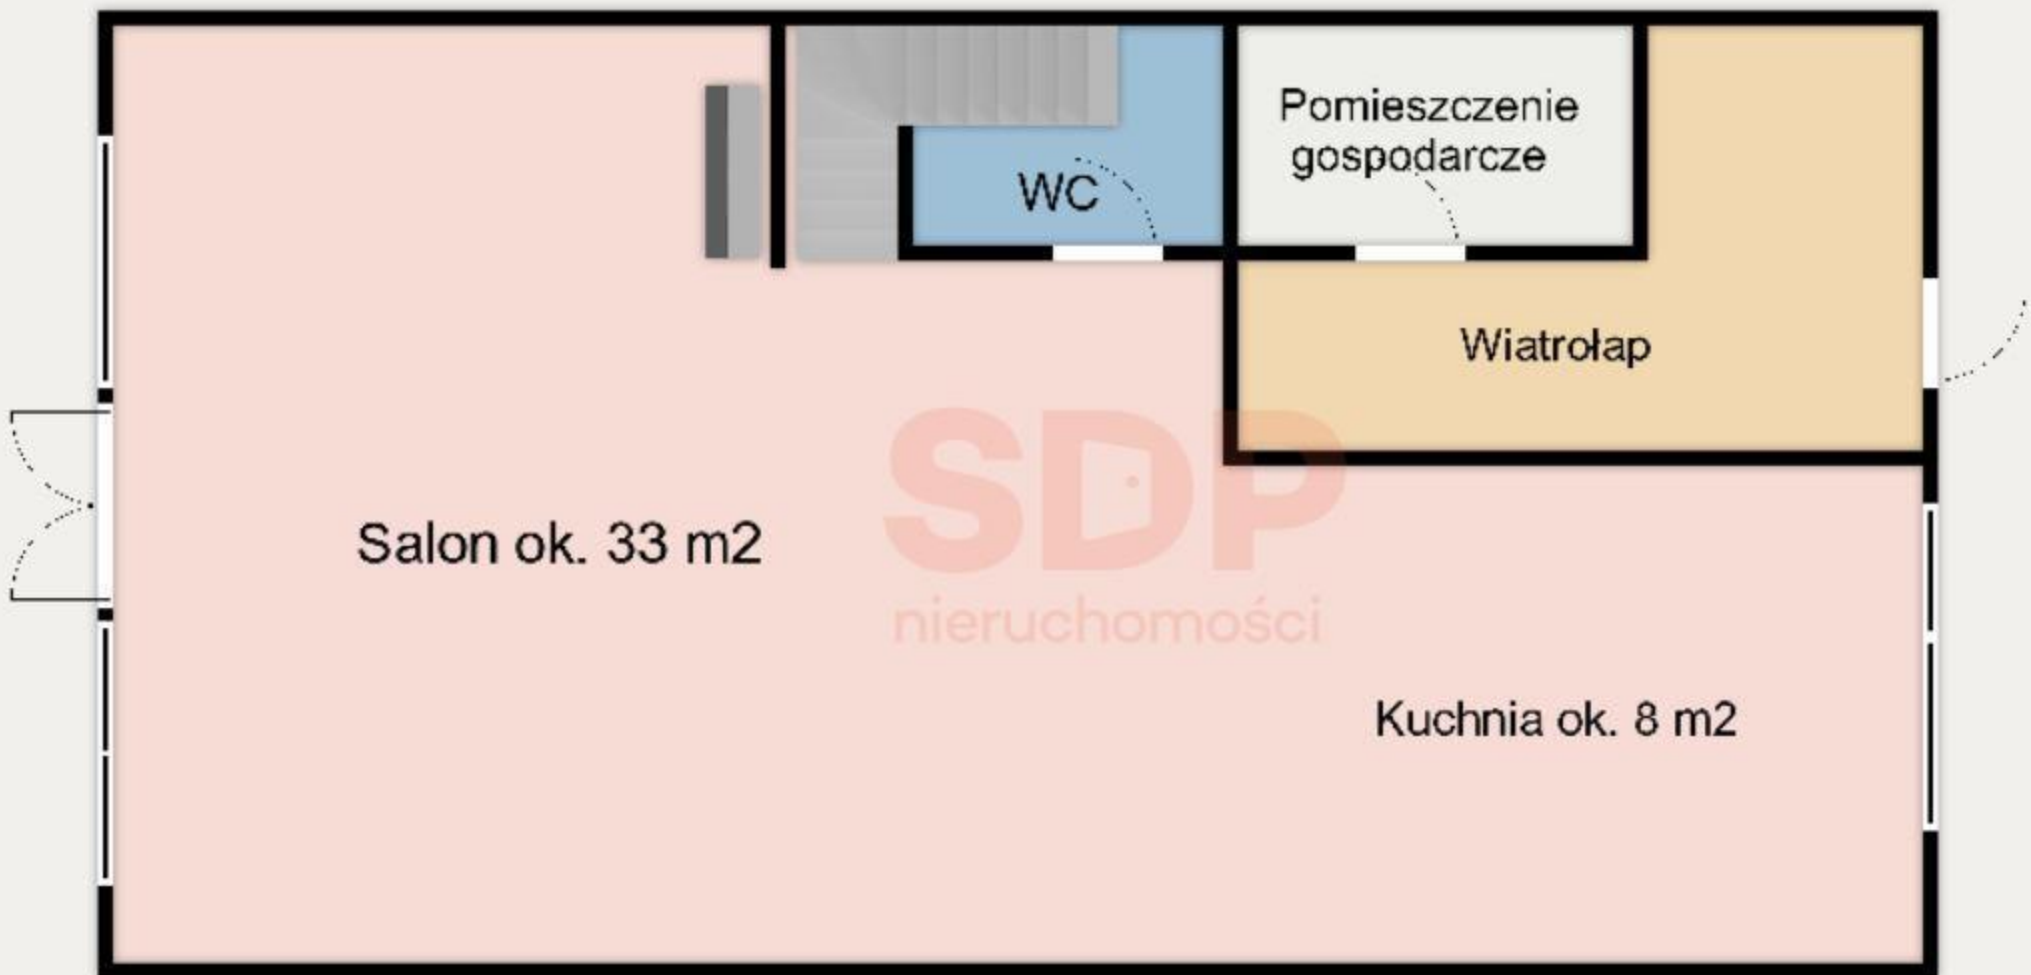 Pomieszczenie
gospodarcze
WC
Wiatrołap
SDP
nieruchomości
Salon ok. 33 m2
Kuchnia ok. 8 m2